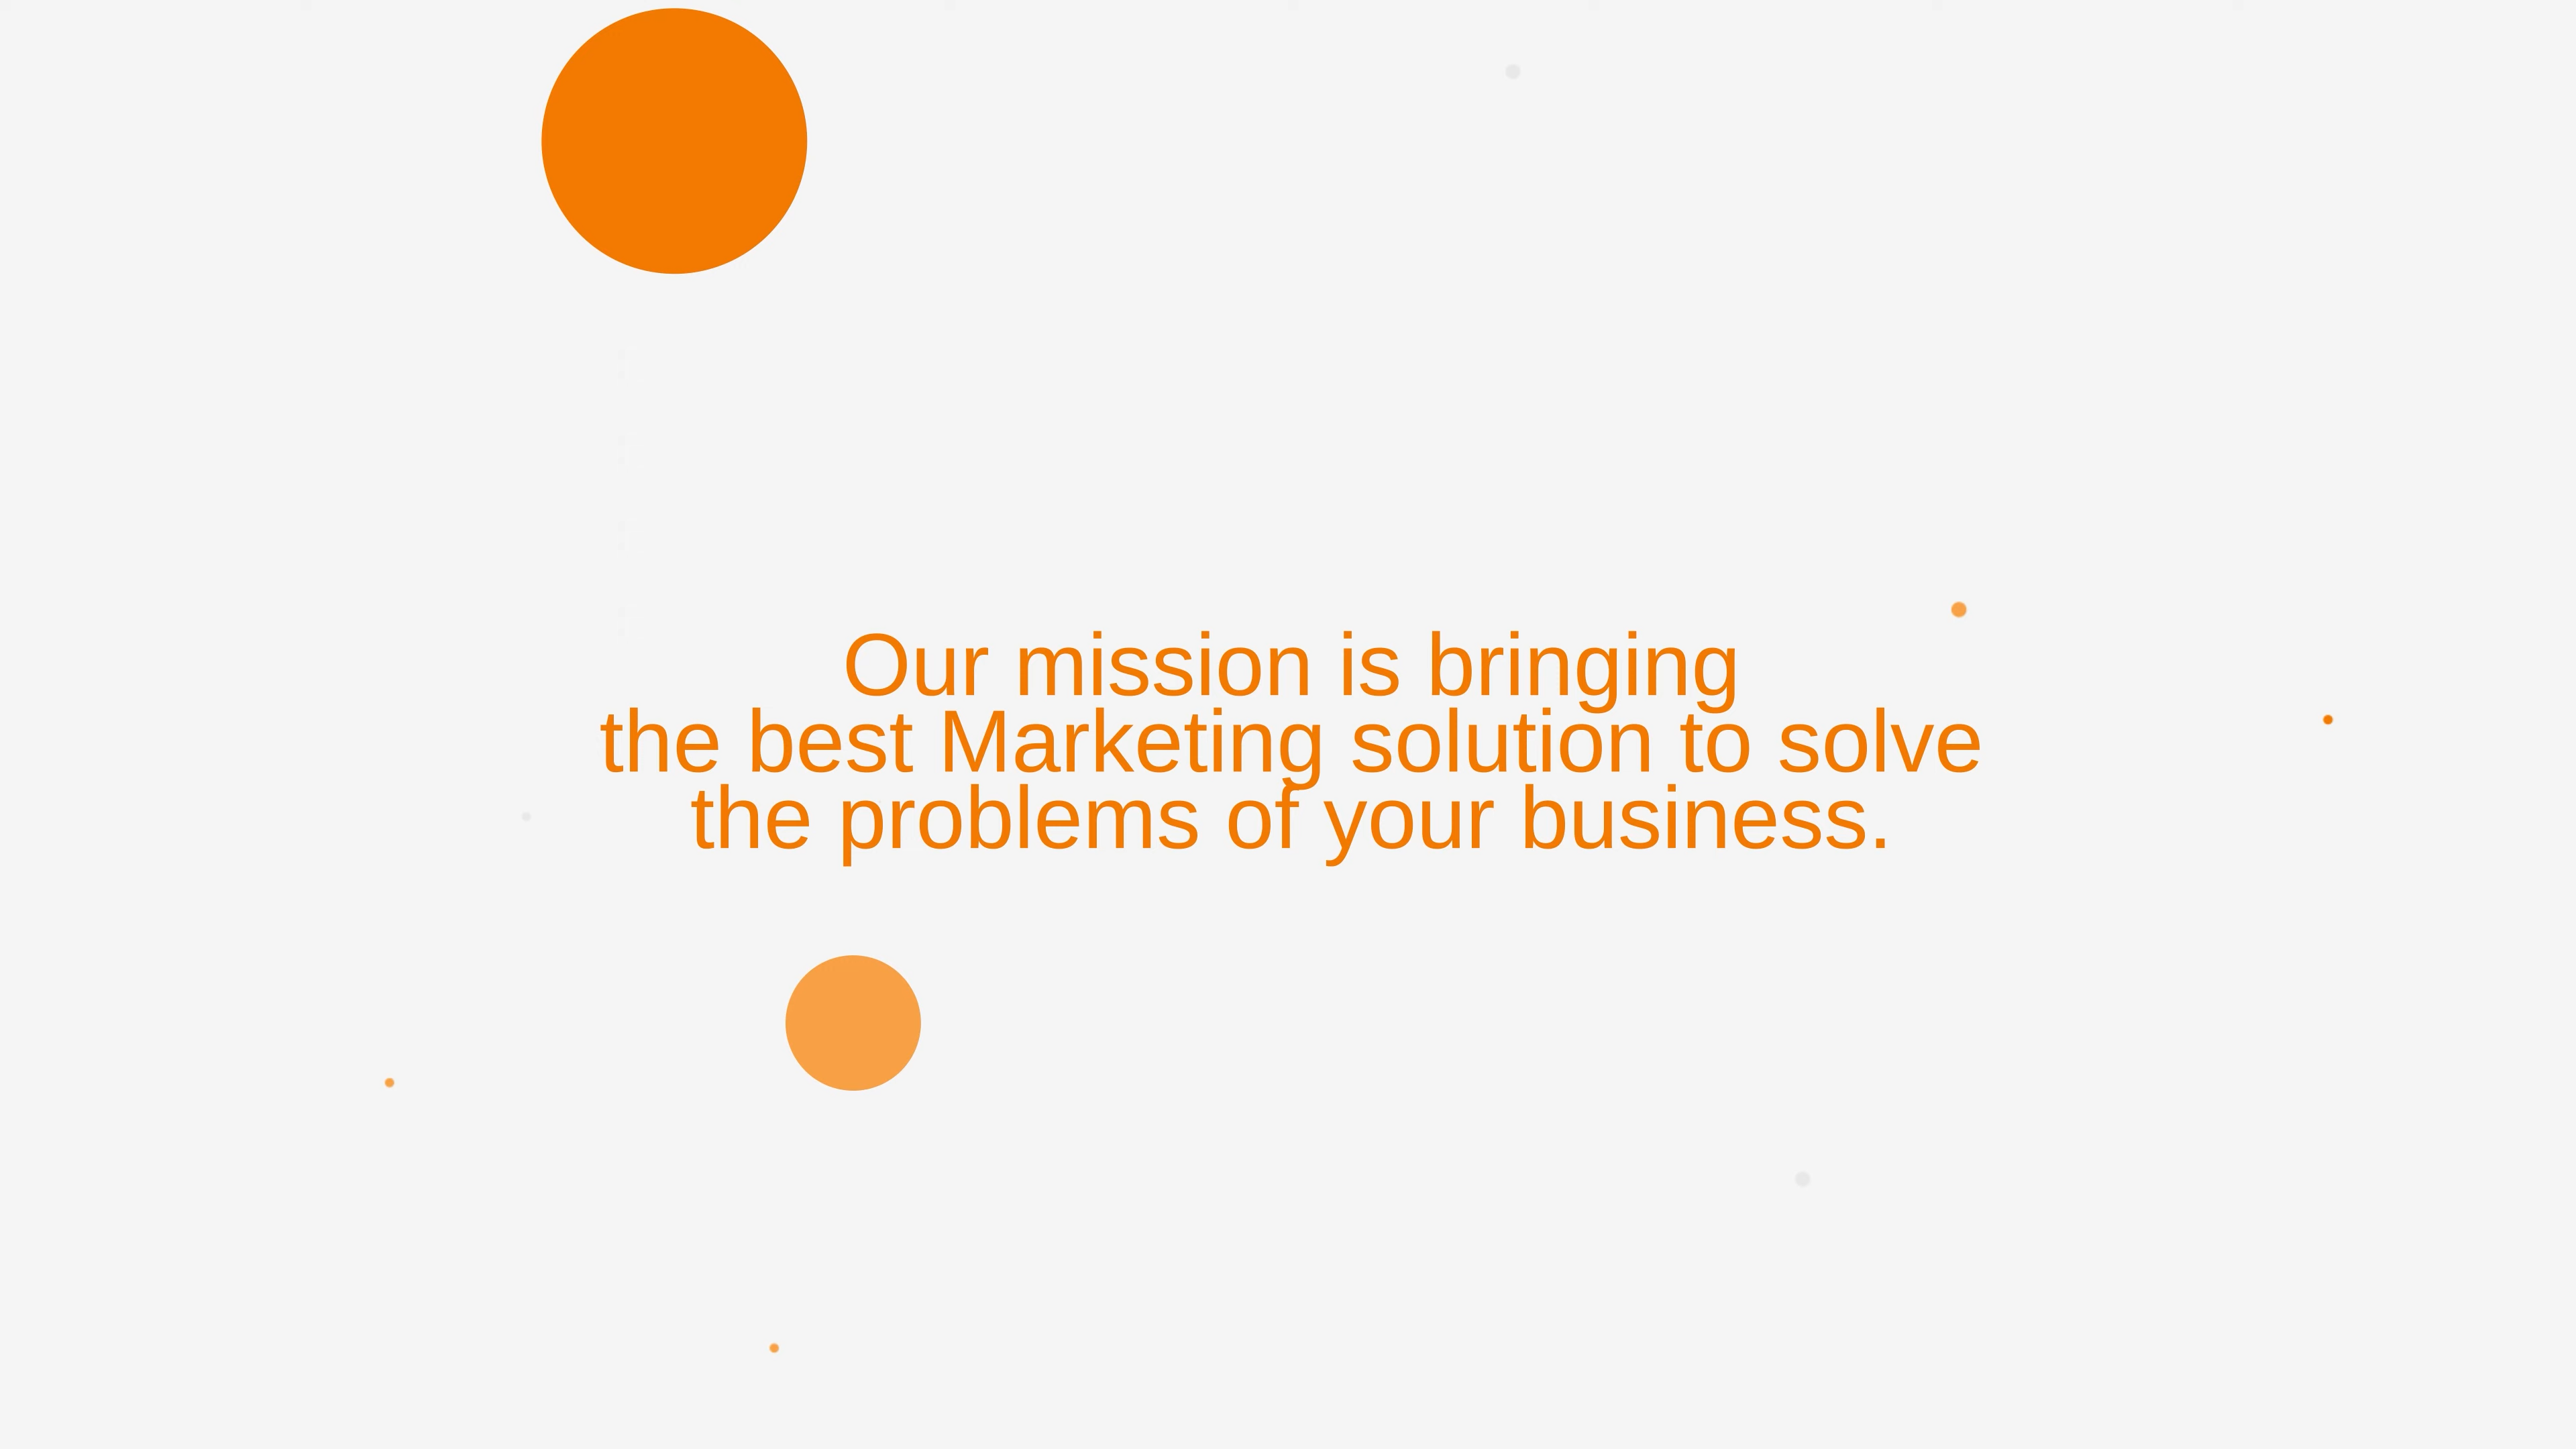 Our mission is bringing
the best Marketing solution to solve
the problems of your business.